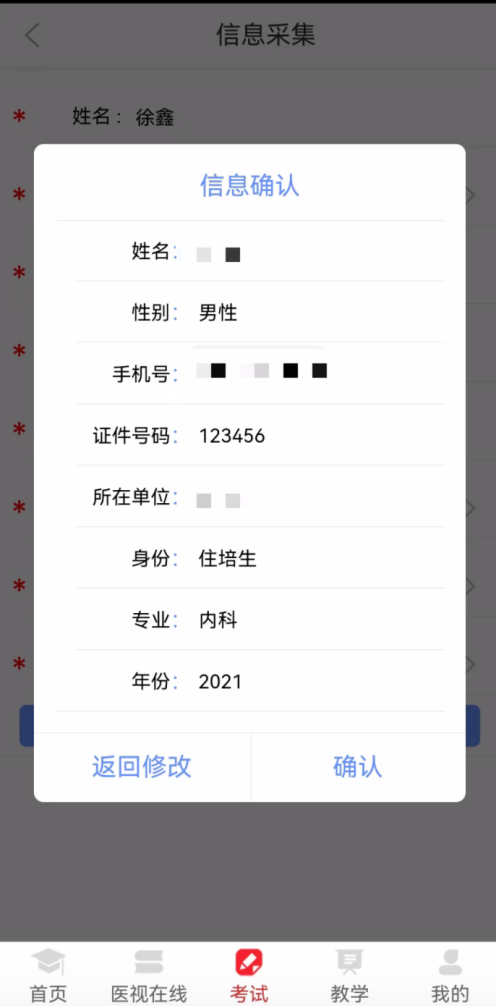 信息采集
* 姓名： 徐鑫
信息确认
*
姓名：
*
性别： 男性
*
手机号：
*
证件号码： 123456
*
所在单位：
*
身份： 住培生
*
专业： 内科
年份： 2021
返回修改 确认
首页 医视在线 考试 教学 我的